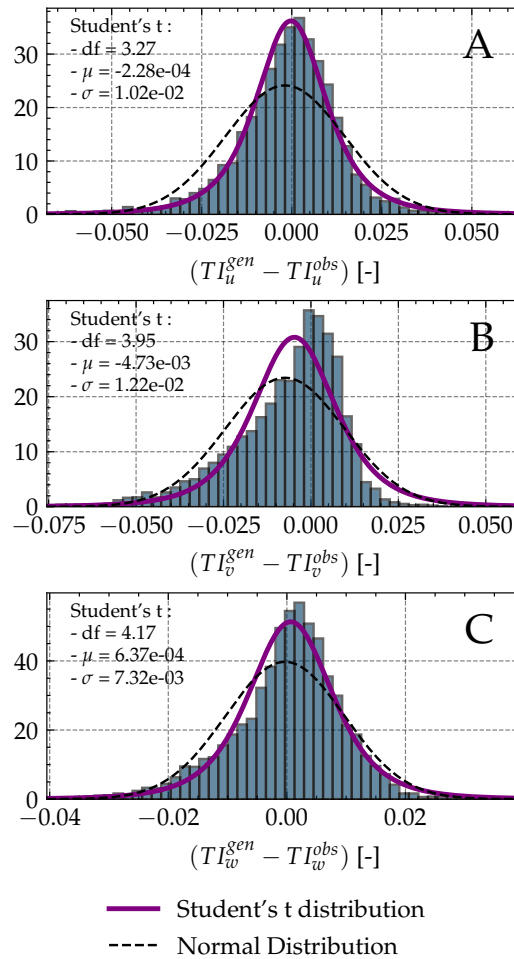 30
20
10
0
Student's t :
- df = 3.27
- μ = -2.28e-04
- σ = 1.02e-02
A
−0.050 −0.025 0.000 0.025 0.050
(TI_u^gen − TI_u^obs) [-]
30
20
10
0
Student's t :
- df = 3.95
- μ = -4.73e-03
- σ = 1.22e-02
B
−0.075 −0.050 −0.025 0.000 0.025 0.050
(TI_v^gen − TI_v^obs) [-]
40
20
0
Student's t :
- df = 4.17
- μ = 6.37e-04
- σ = 7.32e-03
C
−0.04 −0.02 0.00 0.02
(TI_w^gen − TI_w^obs) [-]
Student's t distribution
Normal Distribution